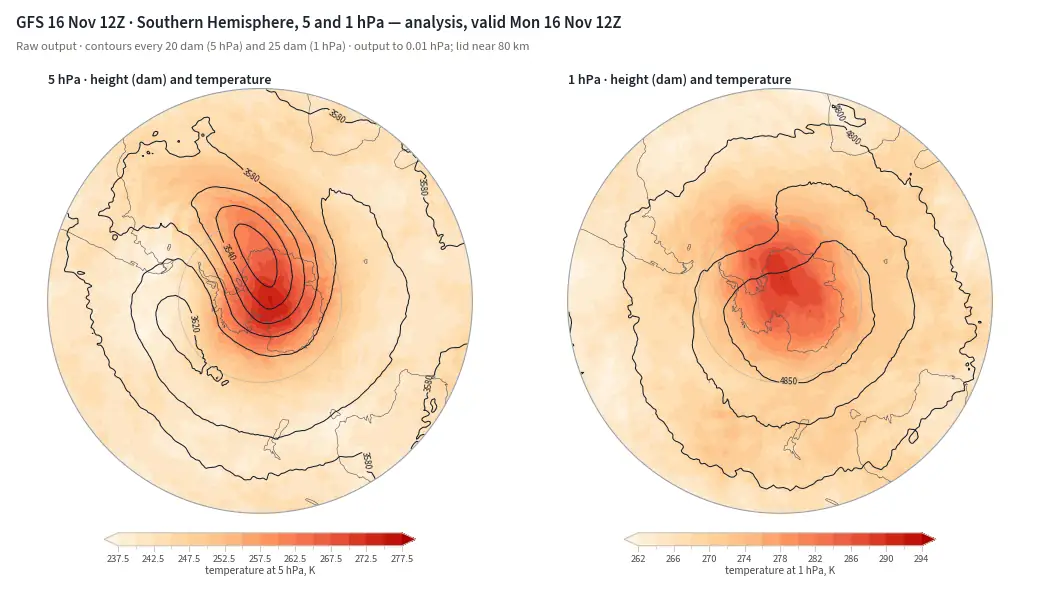 GFS 16 Nov 12Z · Southern Hemisphere, 5 and 1 hPa — analysis, valid Mon 16 Nov 12Z
Raw output · contours every 20 dam (5 hPa) and 25 dam (1 hPa) · output to 0.01 hPa; lid near 80 km
5 hPa · height (dam) and temperature
1 hPa · height (dam) and temperature
3580
3580
3580
3540
3620
3580
3580
4800
4800
4850
237.5 242.5 247.5 252.5 257.5 262.5 267.5 272.5 277.5
temperature at 5 hPa, K
262 266 270 274 278 282 286 290 294
temperature at 1 hPa, K